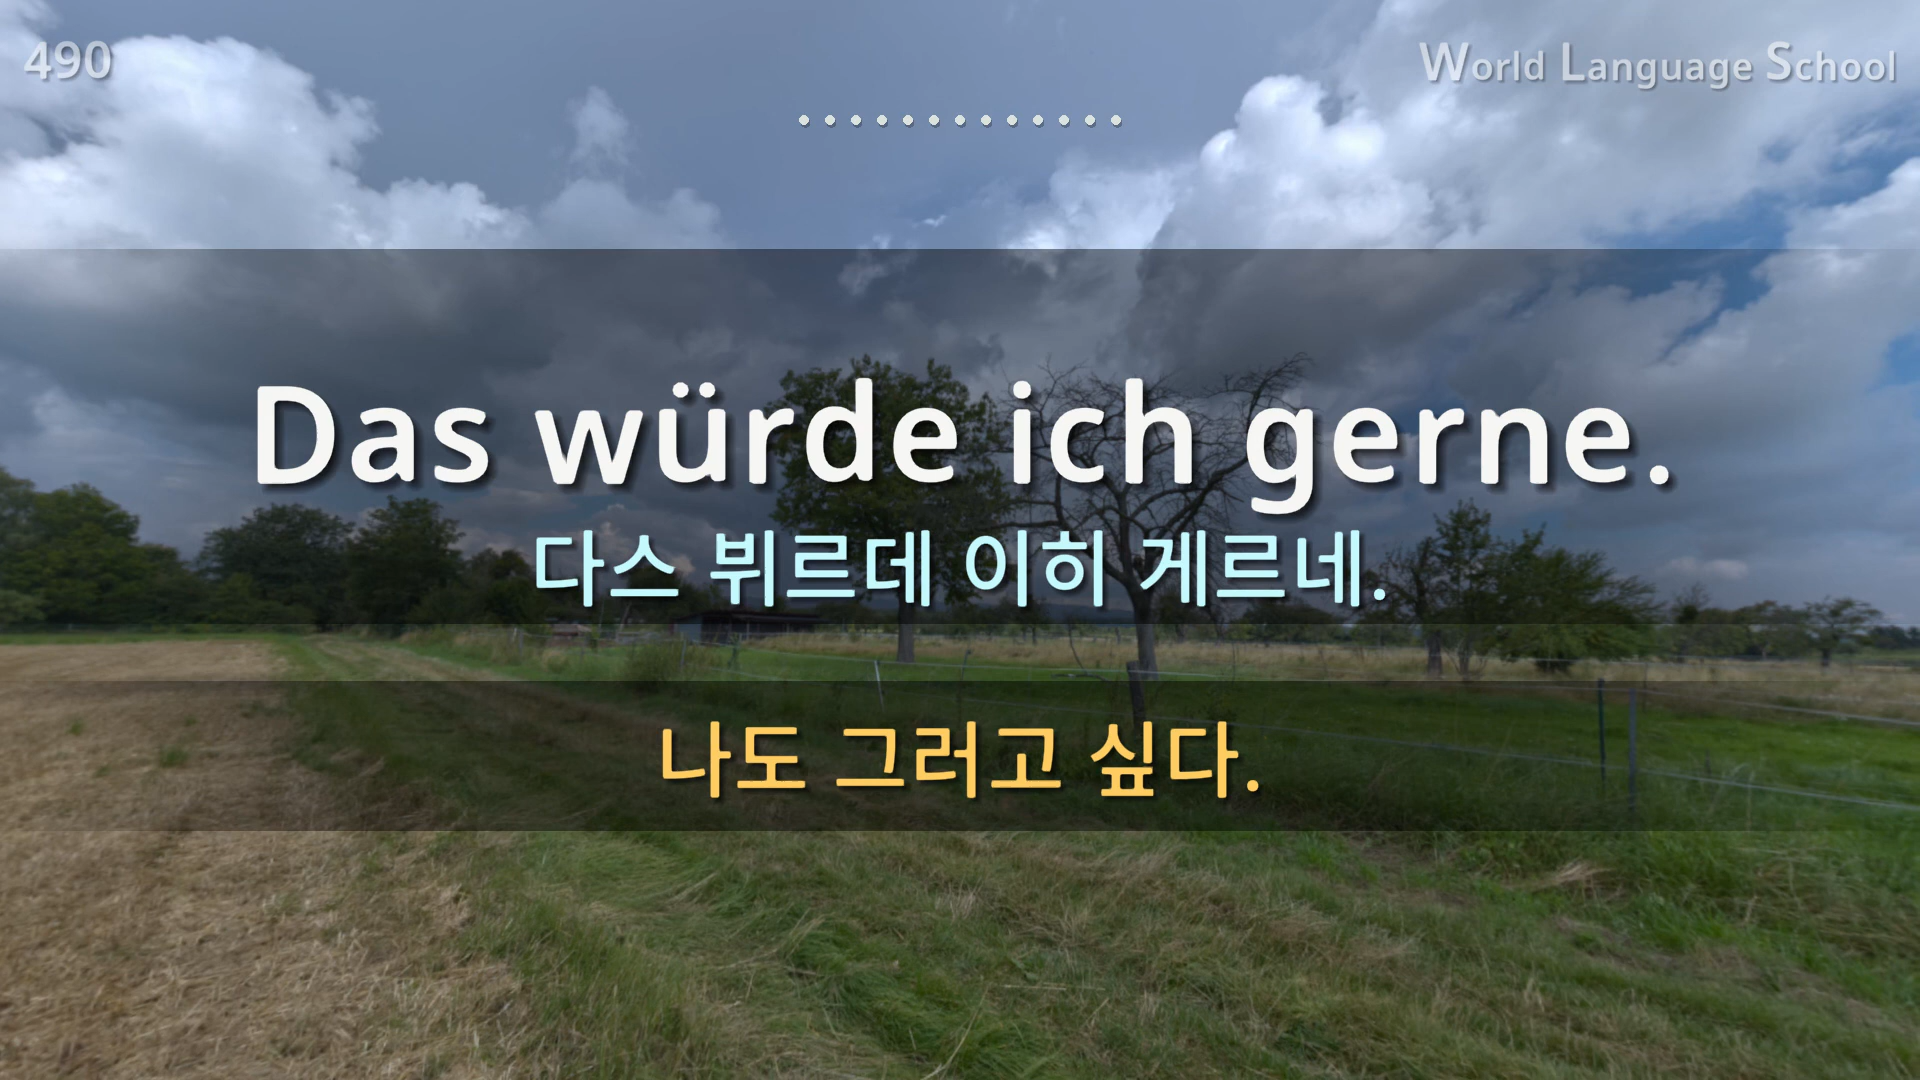 490
World Language School
Das würde ich gerne.
다스 뷔르데 이히 게르네.
나도 그러고 싶다.